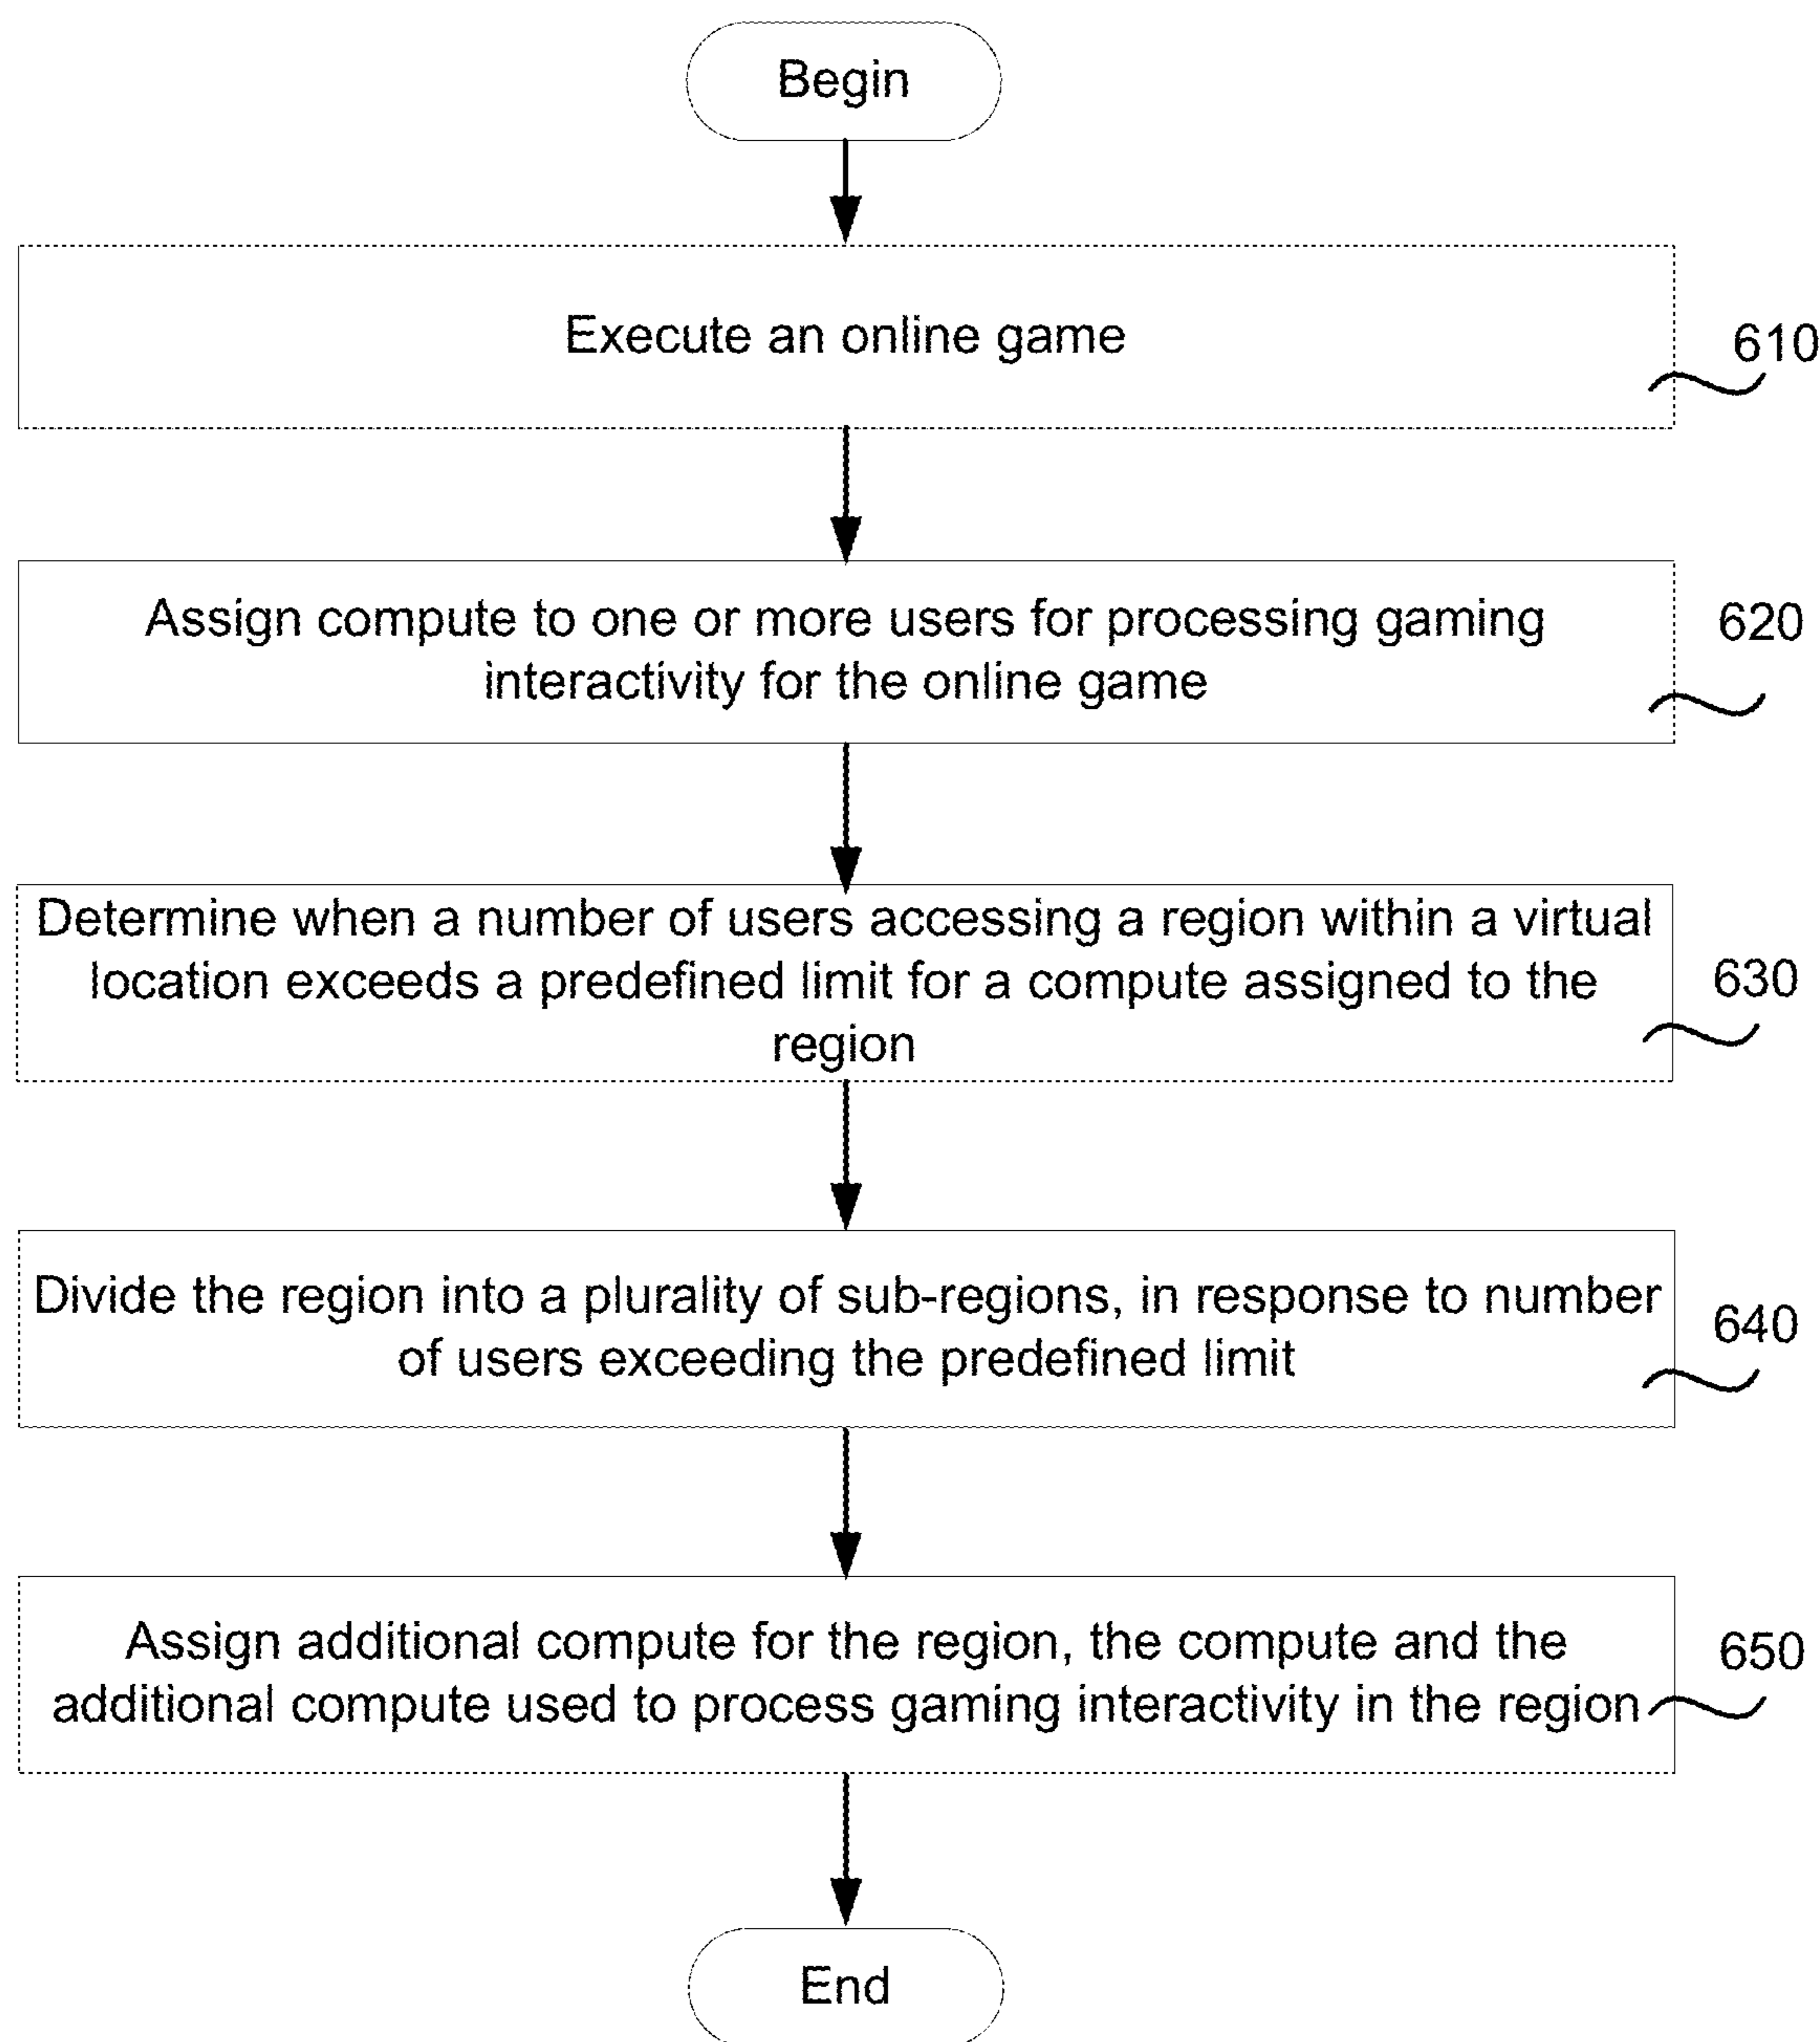 Begin
Execute an online game
610
Assign compute to one or more users for processing gaming
interactivity for the online game
620
Determine when a number of users accessing a region within a virtual
location exceeds a predefined limit for a compute assigned to the
region
630
Divide the region into a plurality of sub-regions, in response to number
of users exceeding the predefined limit
640
Assign additional compute for the region, the compute and the
additional compute used to process gaming interactivity in the region
650
End